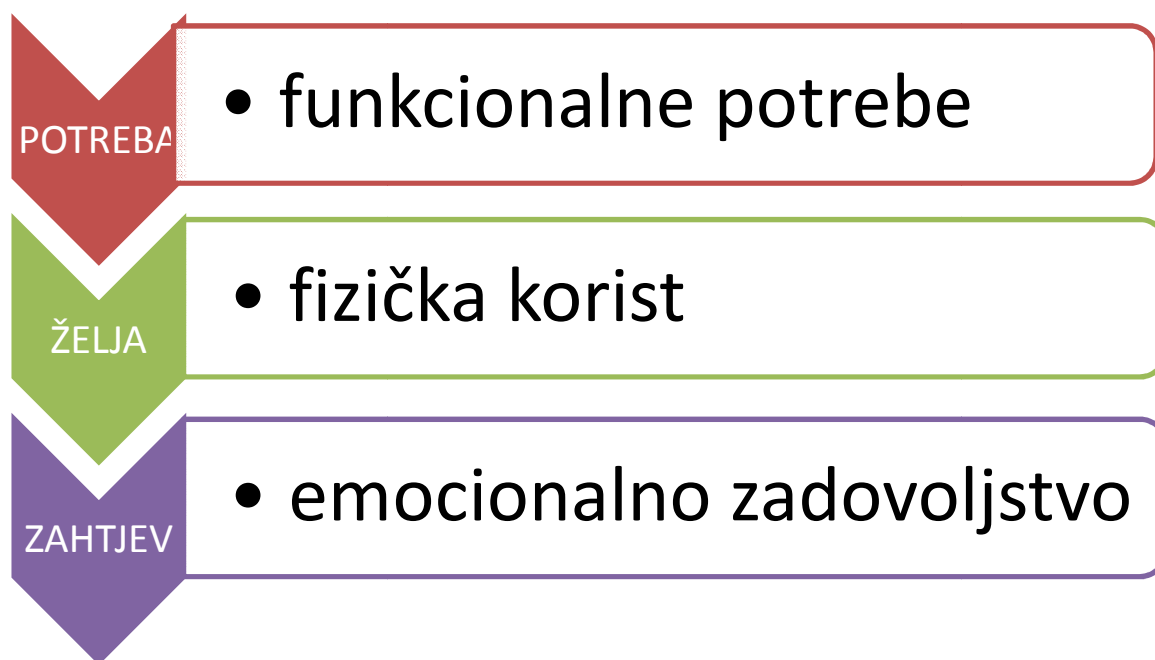 POTREBA
• funkcionalne potrebe
ŽELJA
• fizička korist
ZAHTJEV
• emocionalno zadovoljstvo